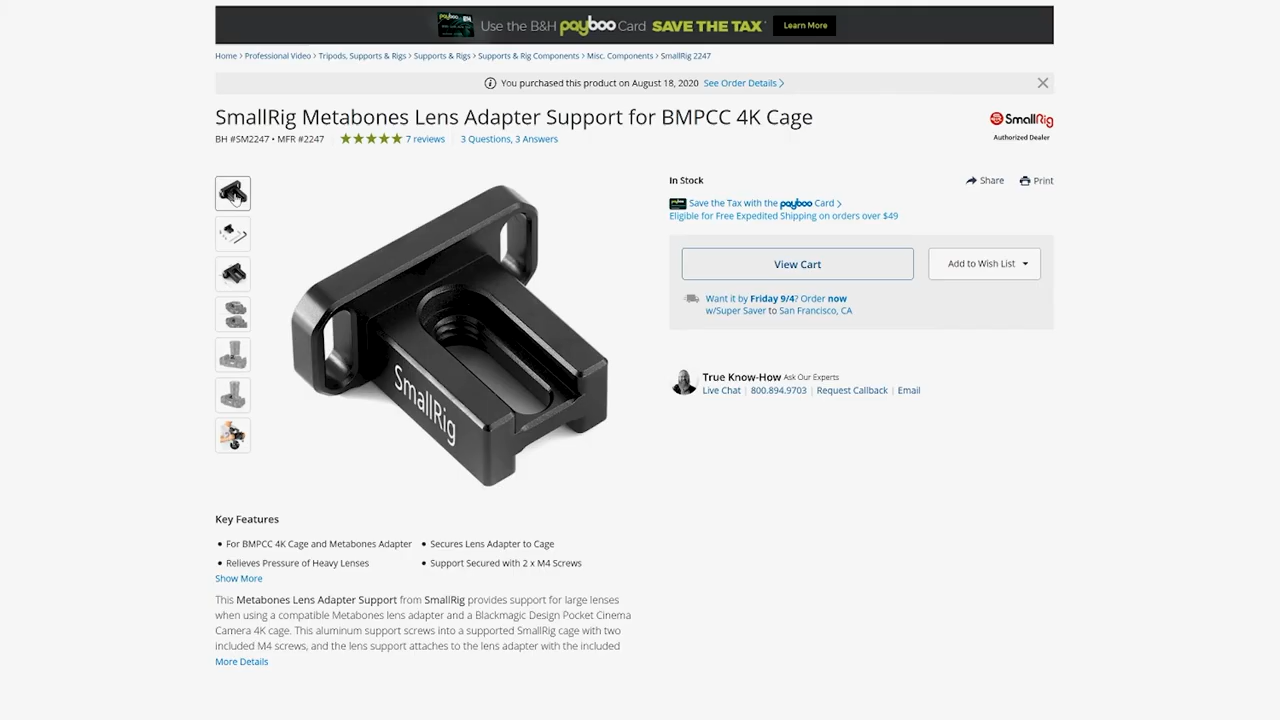 Use the B&H payboo Card SAVE THE TAX* Learn More
Home > Professional Video > Tripods, Supports & Rigs > Supports & Rigs > Supports & Rig Components > Misc. Components > SmallRig 2247
You purchased this product on August 18, 2020 See Order Details >
SmallRig Metabones Lens Adapter Support for BMPCC 4K Cage
BH #SM2247 • MFR #2247 7 reviews 3 Questions, 3 Answers
SmallRig
Authorized Dealer
In Stock
Share Print
Save the Tax with the payboo Card >
Eligible for Free Expedited Shipping on orders over $49
View Cart
Add to Wish List
Want it by Friday 9/4? Order now
w/Super Saver to San Francisco, CA
True Know-How Ask Our Experts
Live Chat | 800.894.9703 | Request Callback | Email
SmallRig
Key Features
• For BMPCC 4K Cage and Metabones Adapter • Secures Lens Adapter to Cage
• Relieves Pressure of Heavy Lenses • Support Secured with 2 x M4 Screws
Show More
This Metabones Lens Adapter Support from SmallRig provides support for large lenses
when using a compatible Metabones lens adapter and a Blackmagic Design Pocket Cinema
Camera 4K cage. This aluminum support screws into a supported SmallRig cage with two
included M4 screws, and the lens support attaches to the lens adapter with the included
More Details